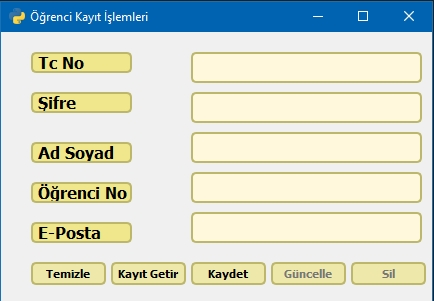 Öğrenci Kayıt İşlemleri
Tc No
Şifre
Ad Soyad
Öğrenci No
E-Posta
Temizle Kayıt Getir Kaydet Güncelle Sil